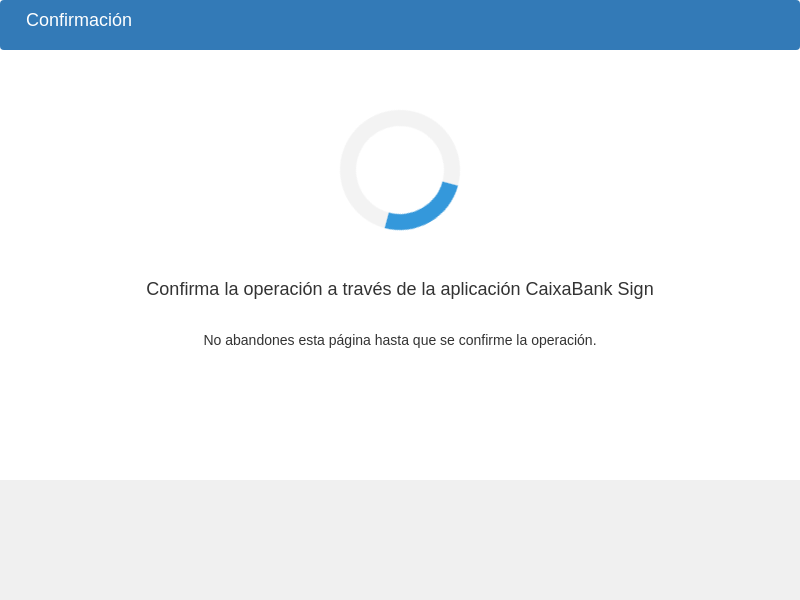 Confirmación
Confirma la operación a través de la aplicación CaixaBank Sign
No abandones esta página hasta que se confirme la operación.